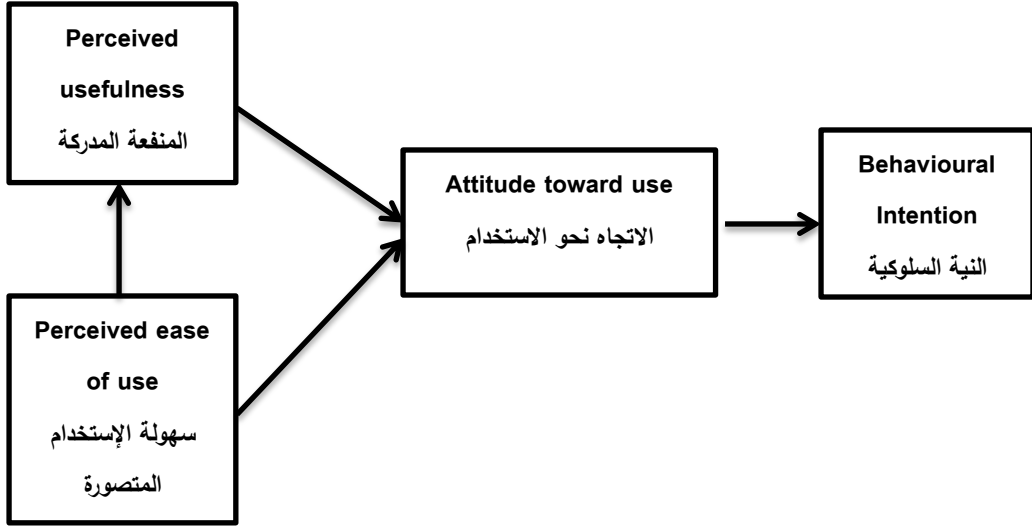 Perceived
usefulness
المنفعة المدركة
Perceived ease
of use
سهولة الإستخدام
المتصورة
Attitude toward use
الاتجاه نحو الاستخدام
Behavioural
Intention
النية السلوكية